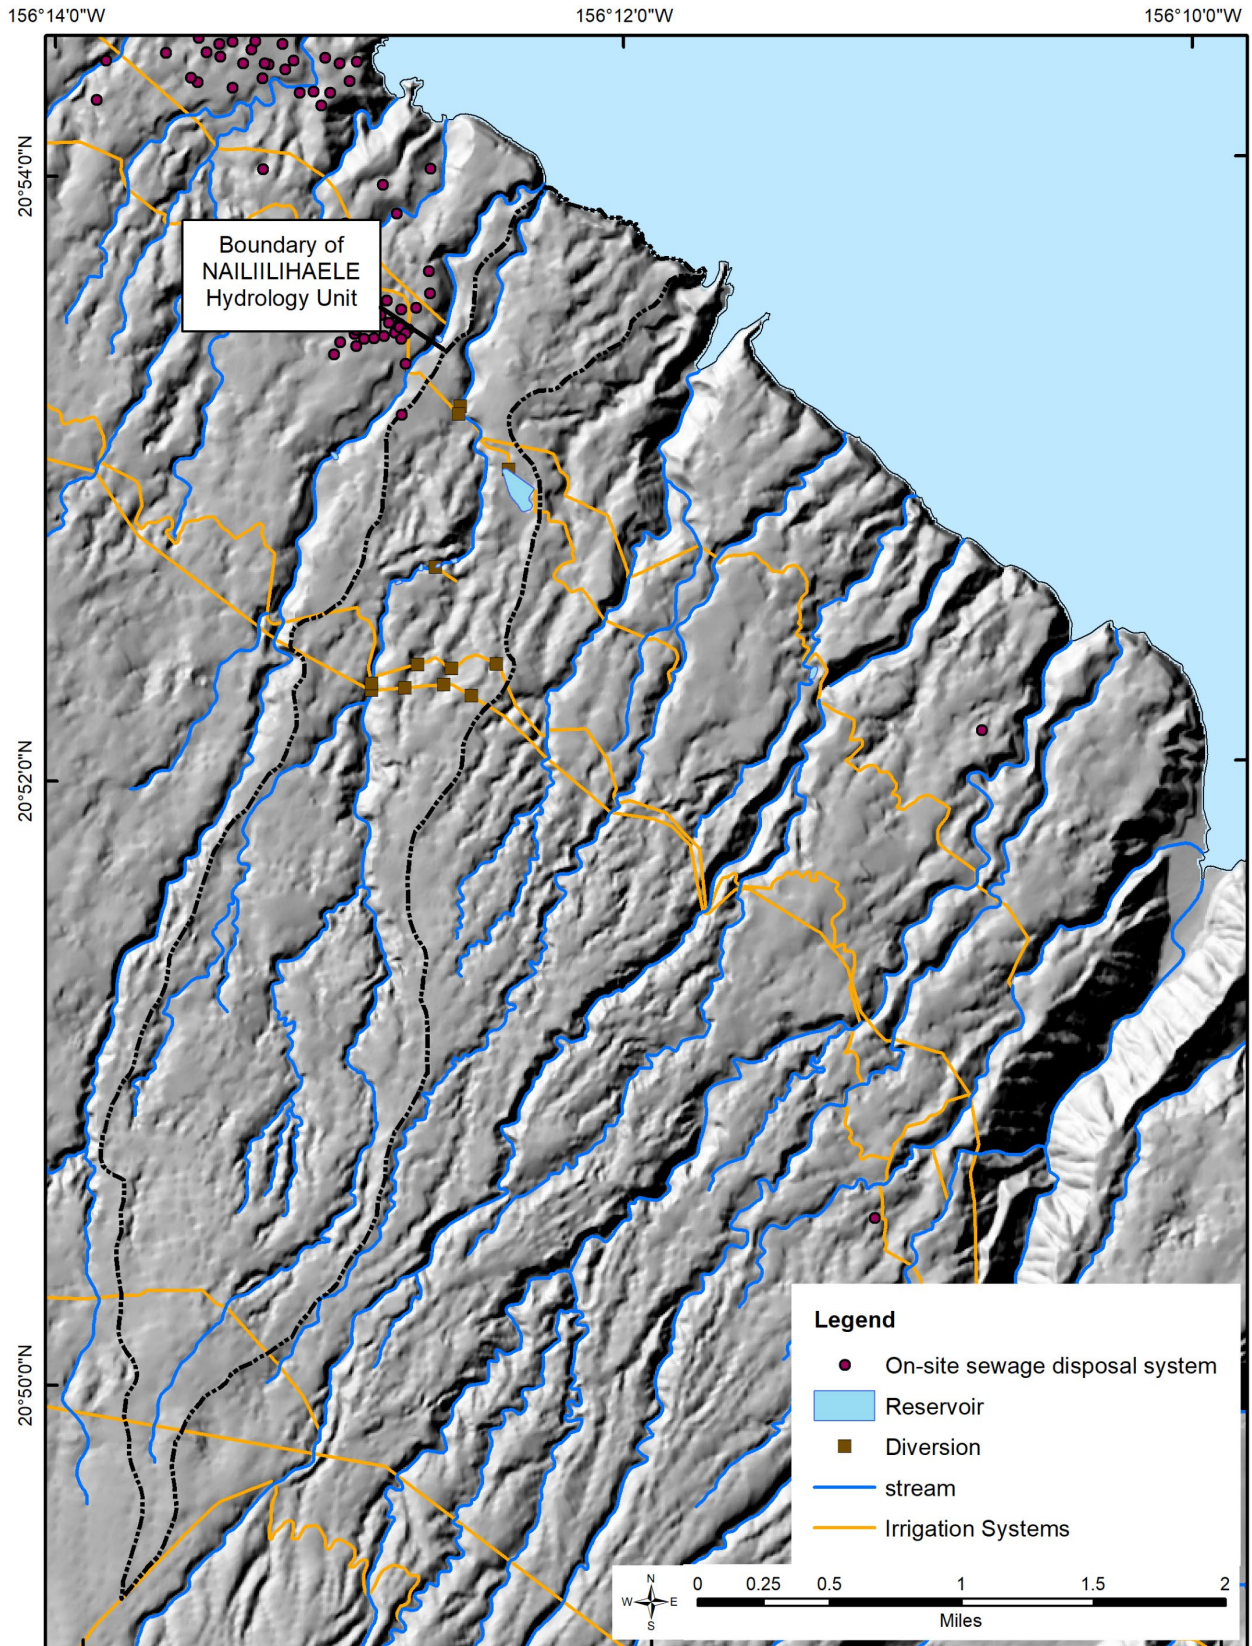 156°14'0"W
156°12'0"W
156°10'0"W
20°54'0"N
Boundary of
NAILIILIHAELE
Hydrology Unit
20°52'0"N
20°50'0"N
Legend
On-site sewage disposal system
Reservoir
Diversion
stream
Irrigation Systems
N
W
E
S
0
0.25
0.5
1
1.5
2
Miles